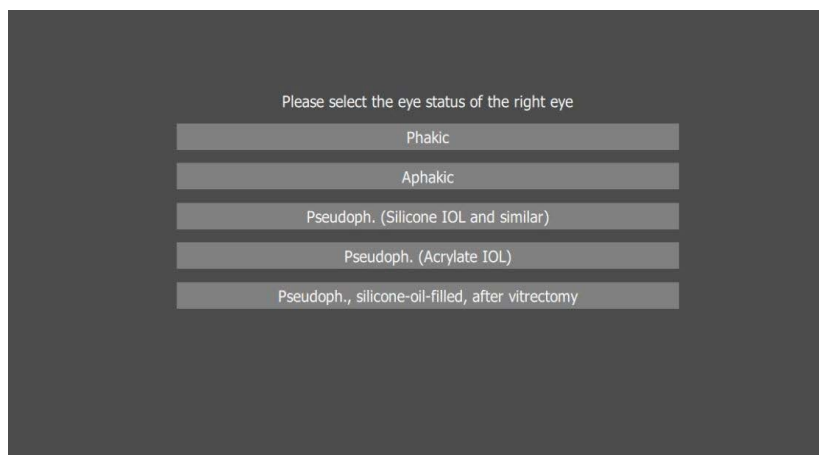 Please select the eye status of the right eye
Phakic
Aphakic
Pseudoph. (Silicone IOL and similar)
Pseudoph. (Acrylate IOL)
Pseudoph., silicone-oil-filled, after vitrectomy